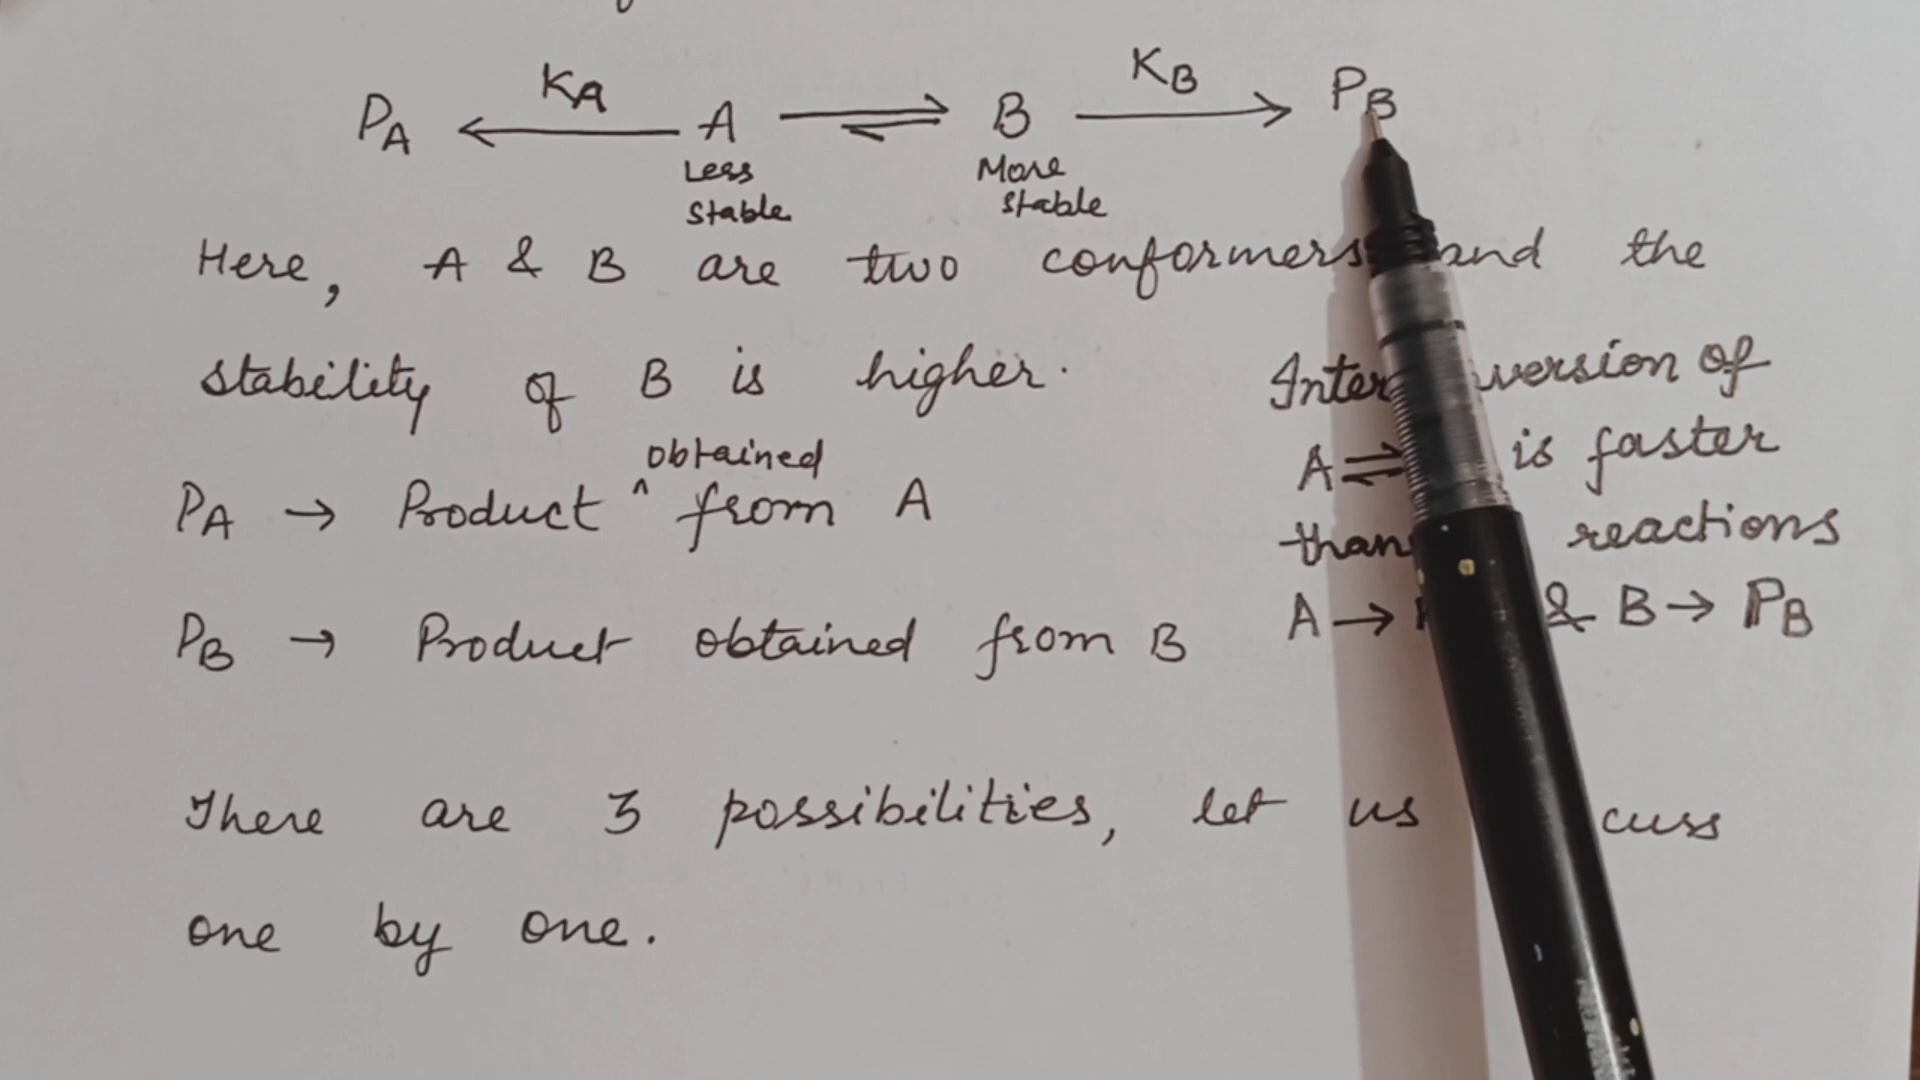 KA KB
PA ← A ⇌ B → PB
Less More
Stable Stable
Here, A & B are two conformers and the
stability of B is higher.
Inter version of
A ⇌ is faster
than reactions
A → & B → PB
obtained
PA → Product ^ from A
PB → Product obtained from B
There are 3 possibilities, let us cuss
one by one.